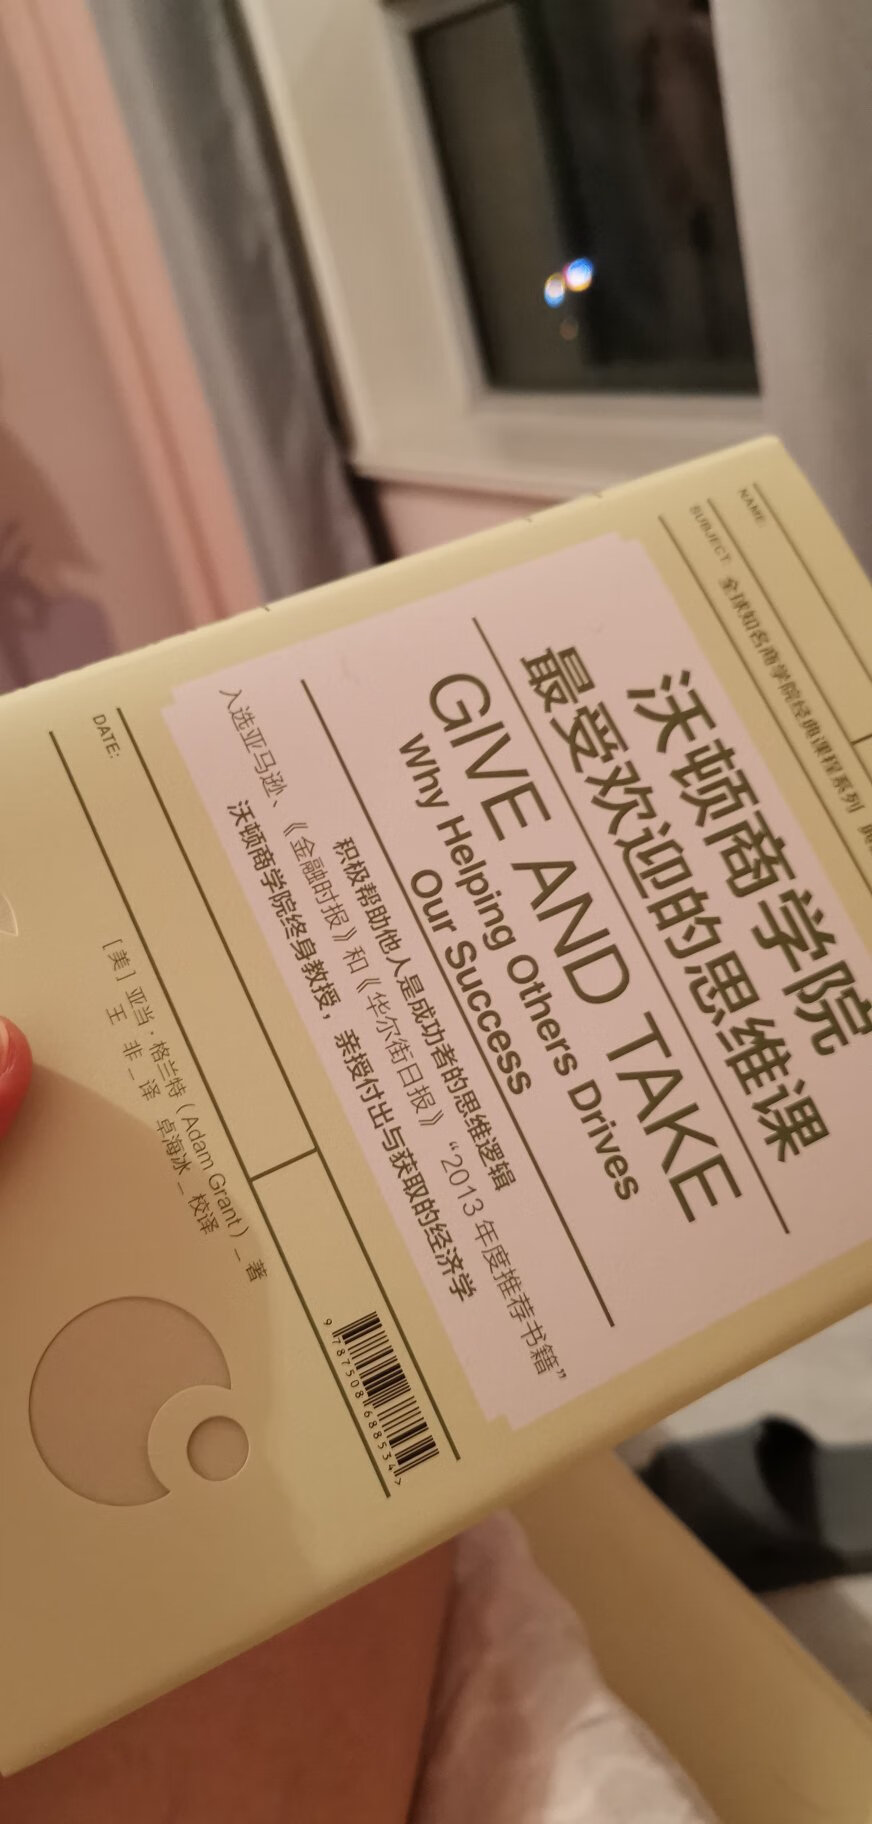 NAME:
SUBJECT: 全球知名商学院经典课程系列
沃顿商学院
最受欢迎的思维课
GIVE AND TAKE
Why Helping Others Drives
Our Success
积极帮助他人是成功者的思维逻辑
入选亚马逊、《金融时报》和《华尔街日报》“2013年度推荐书籍”
沃顿商学院终身教授，亲授付出与获取的经济学
DATE:
9 787508 688534 >
[美] 亚当·格兰特（Adam Grant）_ 著
王 非 _ 译 卓海冰 _ 校译